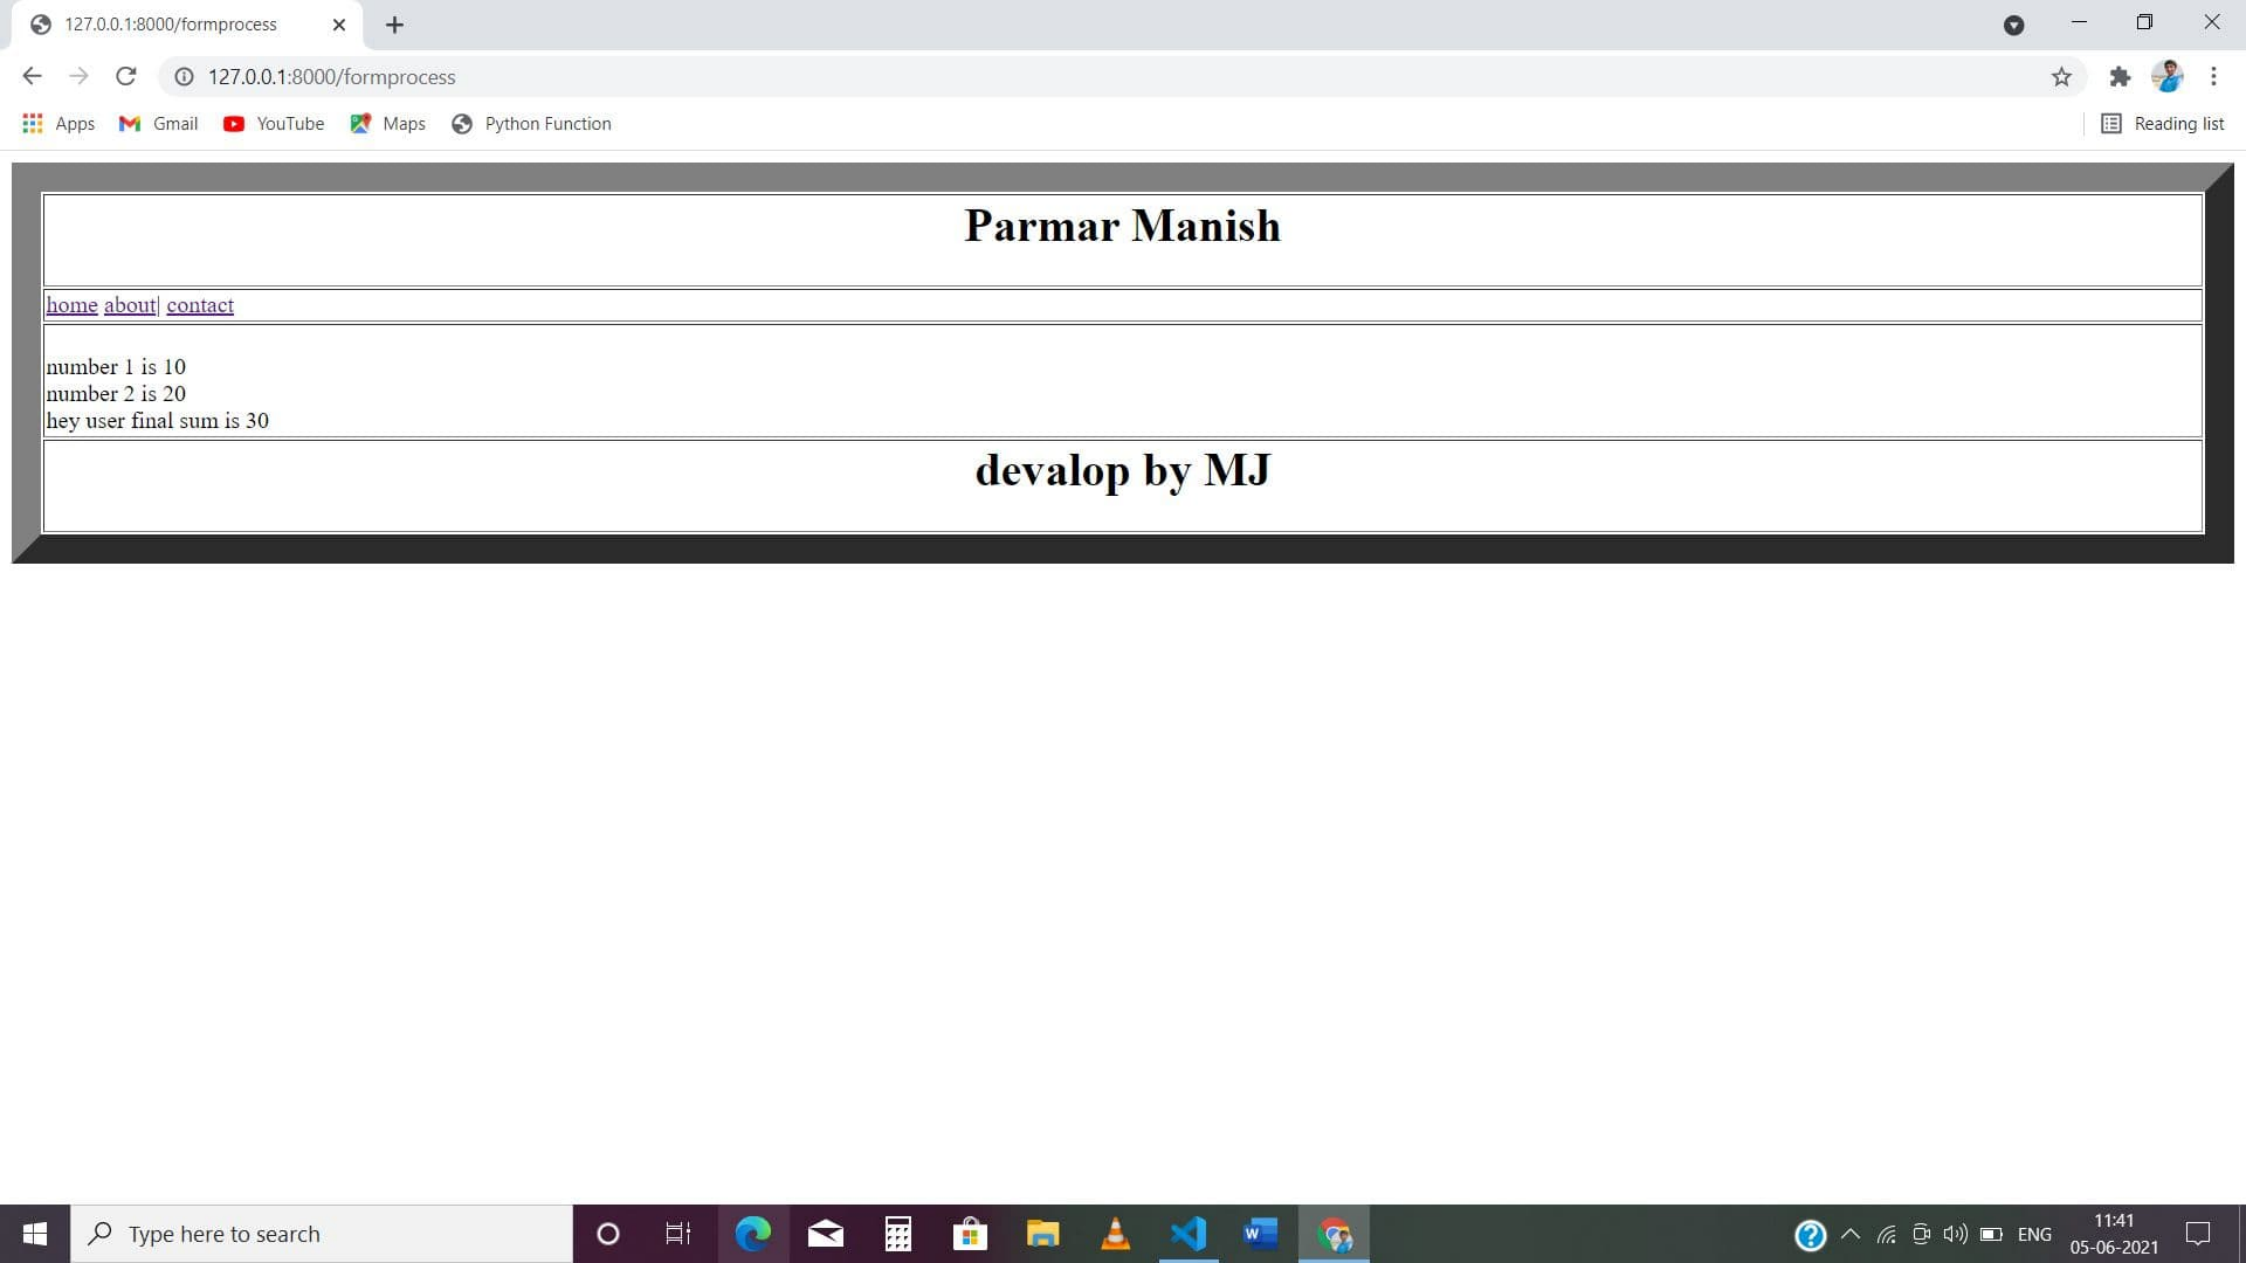 127.0.0.1:8000/formprocess
127.0.0.1:8000/formprocess
Apps Gmail YouTube Maps Python Function Reading list
Parmar Manish
home about| contact
number 1 is 10
number 2 is 20
hey user final sum is 30
devalop by MJ
Type here to search
W
ENG
11:41
05-06-2021